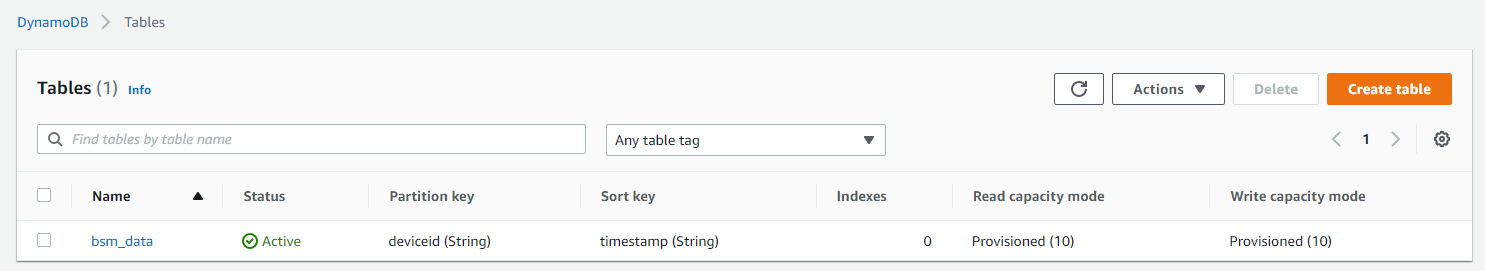 DynamoDB > Tables
Tables (1) Info
Actions Delete Create table
Find tables by table name Any table tag 1
Name Status Partition key Sort key Indexes Read capacity mode Write capacity mode
bsm_data Active deviceid (String) timestamp (String) 0 Provisioned (10) Provisioned (10)